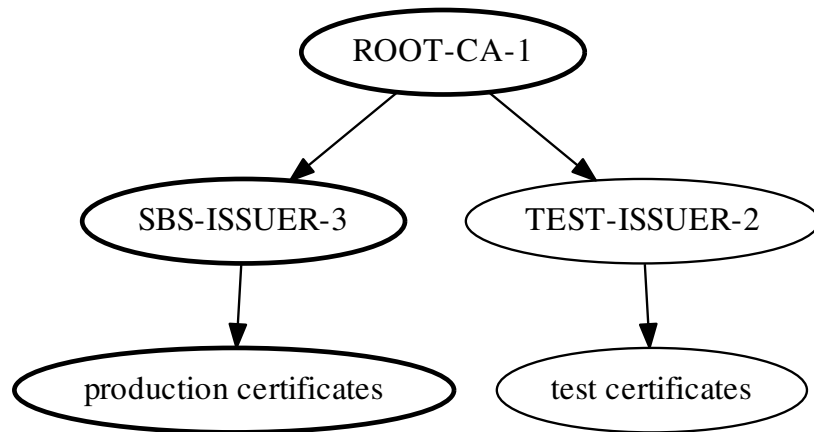 ROOT-CA-1
SBS-ISSUER-3
TEST-ISSUER-2
production certificates
test certificates